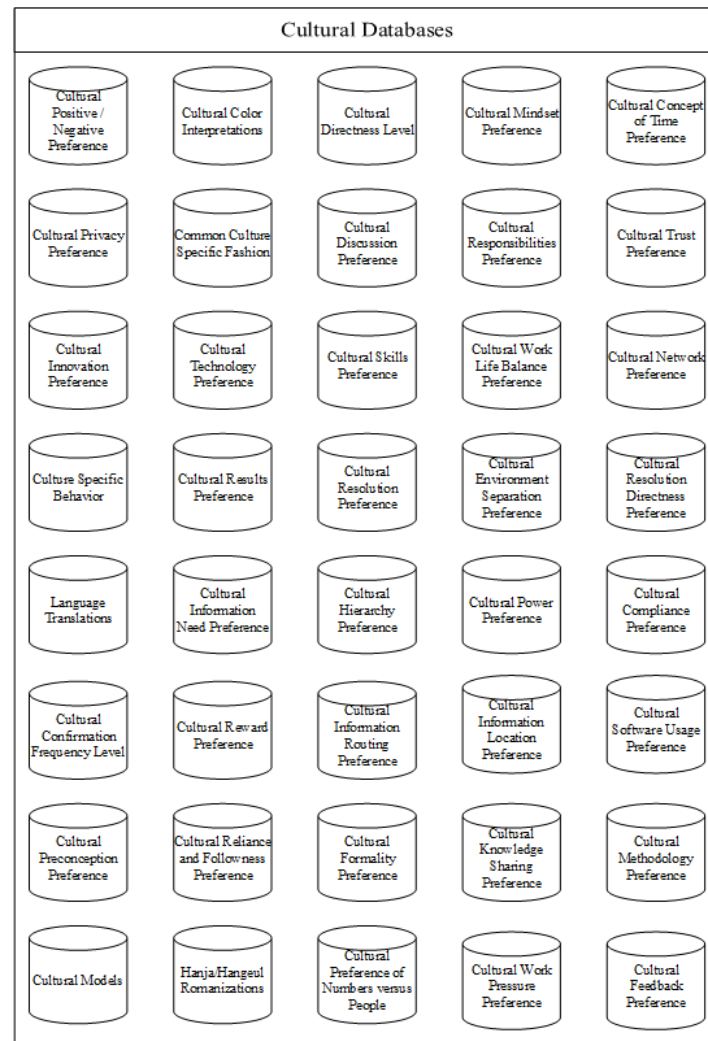 Cultural Databases
Cultural
Positive /
Negative
Preference
Cultural Color
Interpretations
Cultural
Directness Level
Cultural Mindset
Preference
Cultural Concept
of Time
Preference
Cultural Privacy
Preference
Common Culture
Specific Fashion
Cultural
Discussion
Preference
Cultural
Responsibilities
Preference
Cultural Trust
Preference
Cultural
Innovation
Preference
Cultural
Technology
Preference
Cultural Skills
Preference
Cultural Work
Life Balance
Preference
Cultural Network
Preference
Culture Specific
Behavior
Cultural Results
Preference
Cultural
Resolution
Preference
Cultural
Environment
Separation
Preference
Cultural
Resolution
Directness
Preference
Language
Translations
Cultural
Information
Need Preference
Cultural
Hierarchy
Preference
Cultural Power
Preference
Cultural
Compliance
Preference
Cultural
Confirmation
Frequency Level
Cultural Reward
Preference
Cultural
Information
Routing
Preference
Cultural
Information
Location
Preference
Cultural
Software Usage
Preference
Cultural
Preconception
Preference
Cultural Reliance
and Followness
Preference
Cultural
Formality
Preference
Cultural
Knowledge
Sharing
Preference
Cultural
Methodology
Preference
Cultural Models
Hanja/Hangeul
Romanizations
Cultural
Preference of
Numbers versus
People
Cultural Work
Pressure
Preference
Cultural
Feedback
Preference